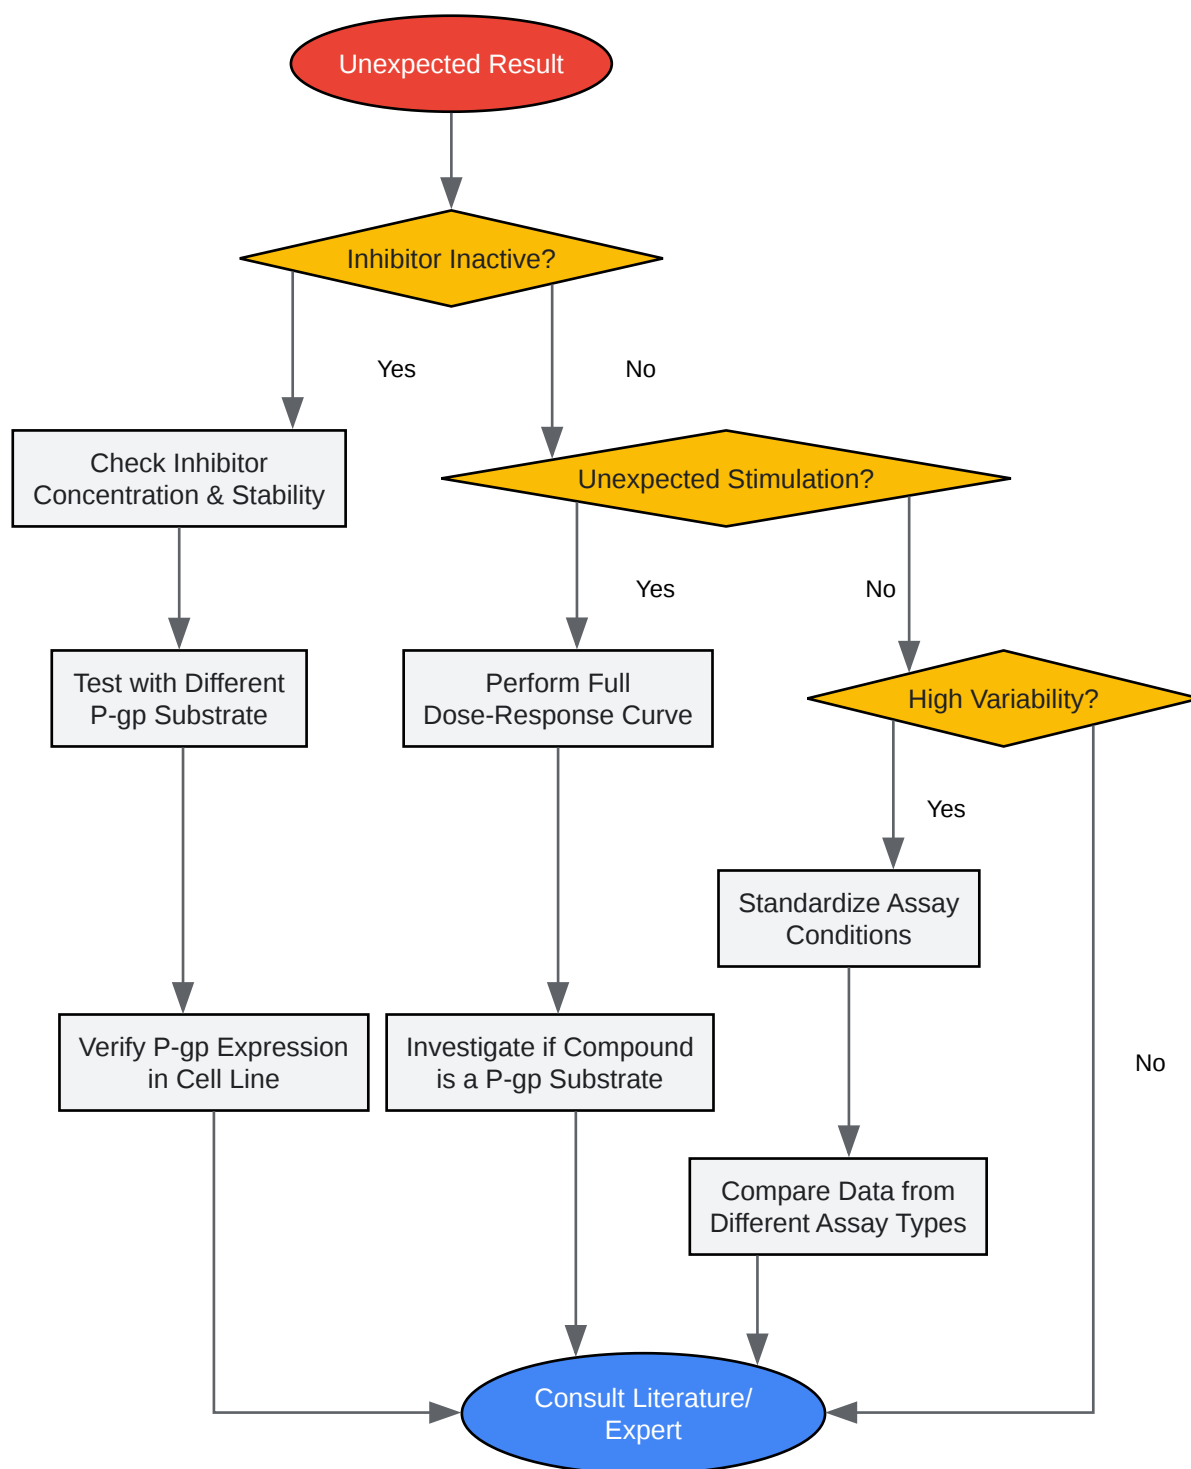 Unexpected Result
Inhibitor Inactive?
Yes
No
Check Inhibitor
Concentration & Stability
Unexpected Stimulation?
Yes
No
Test with Different
P-gp Substrate
Perform Full
Dose-Response Curve
High Variability?
Yes
Standardize Assay
Conditions
Verify P-gp Expression
in Cell Line
Investigate if Compound
is a P-gp Substrate
No
Compare Data from
Different Assay Types
Consult Literature/
Expert